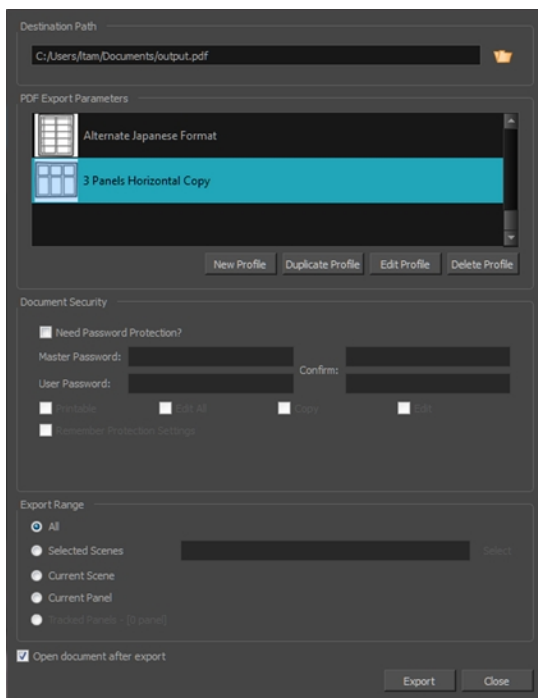 Destination Path
C:/Users/ltam/Documents/output.pdf
PDF Export Parameters
Alternate Japanese Format
3 Panels Horizontal Copy
New Profile Duplicate Profile Edit Profile Delete Profile
Document Security
Need Password Protection?
Master Password:
Confirm:
User Password:
Printable Edit All Copy Edit
Remember Protection Settings
Export Range
All
Selected Scenes Select
Current Scene
Current Panel
Tracked Panels - (0 panel)
Open document after export
Export Close